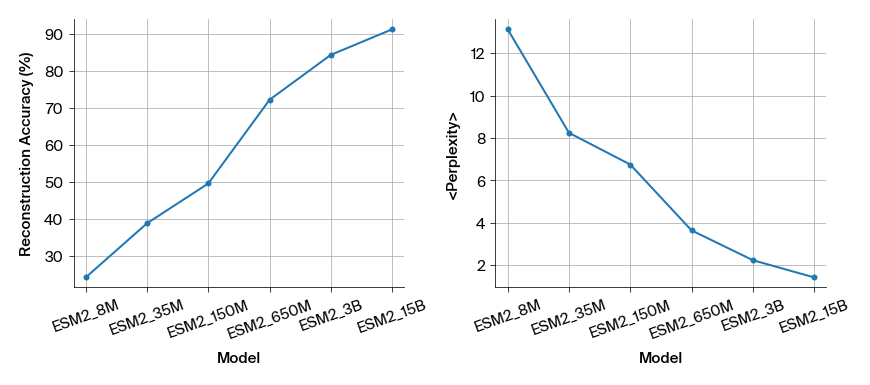 Reconstruction Accuracy (%)
90
80
70
60
50
40
30
ESM2_8M
ESM2_35M
ESM2_150M
ESM2_650M
ESM2_3B
ESM2_15B
Model
<Perplexity>
12
10
8
6
4
2
ESM2_8M
ESM2_35M
ESM2_150M
ESM2_650M
ESM2_3B
ESM2_15B
Model